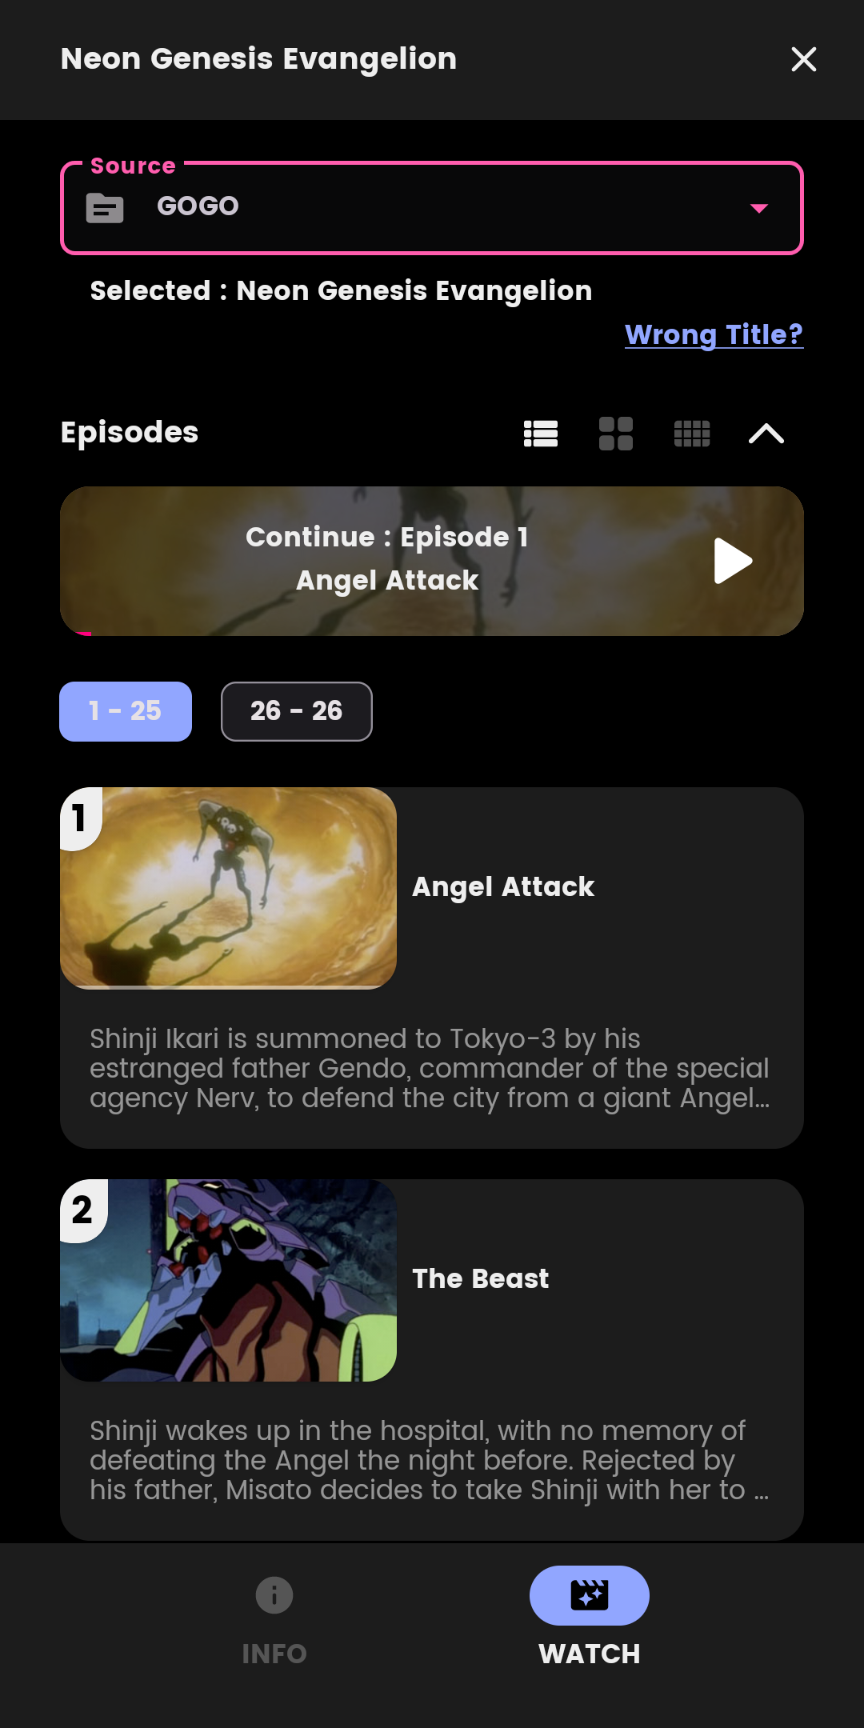 Neon Genesis Evangelion
Source
GOGO
Selected : Neon Genesis Evangelion
Wrong Title?
Episodes
Continue : Episode 1
Angel Attack
1 - 25
26 - 26
1
Angel Attack
Shinji Ikari is summoned to Tokyo-3 by his
estranged father Gendo, commander of the special
agency Nerv, to defend the city from a giant Angel...
2
The Beast
Shinji wakes up in the hospital, with no memory of
defeating the Angel the night before. Rejected by
his father, Misato decides to take Shinji with her to ...
INFO
WATCH